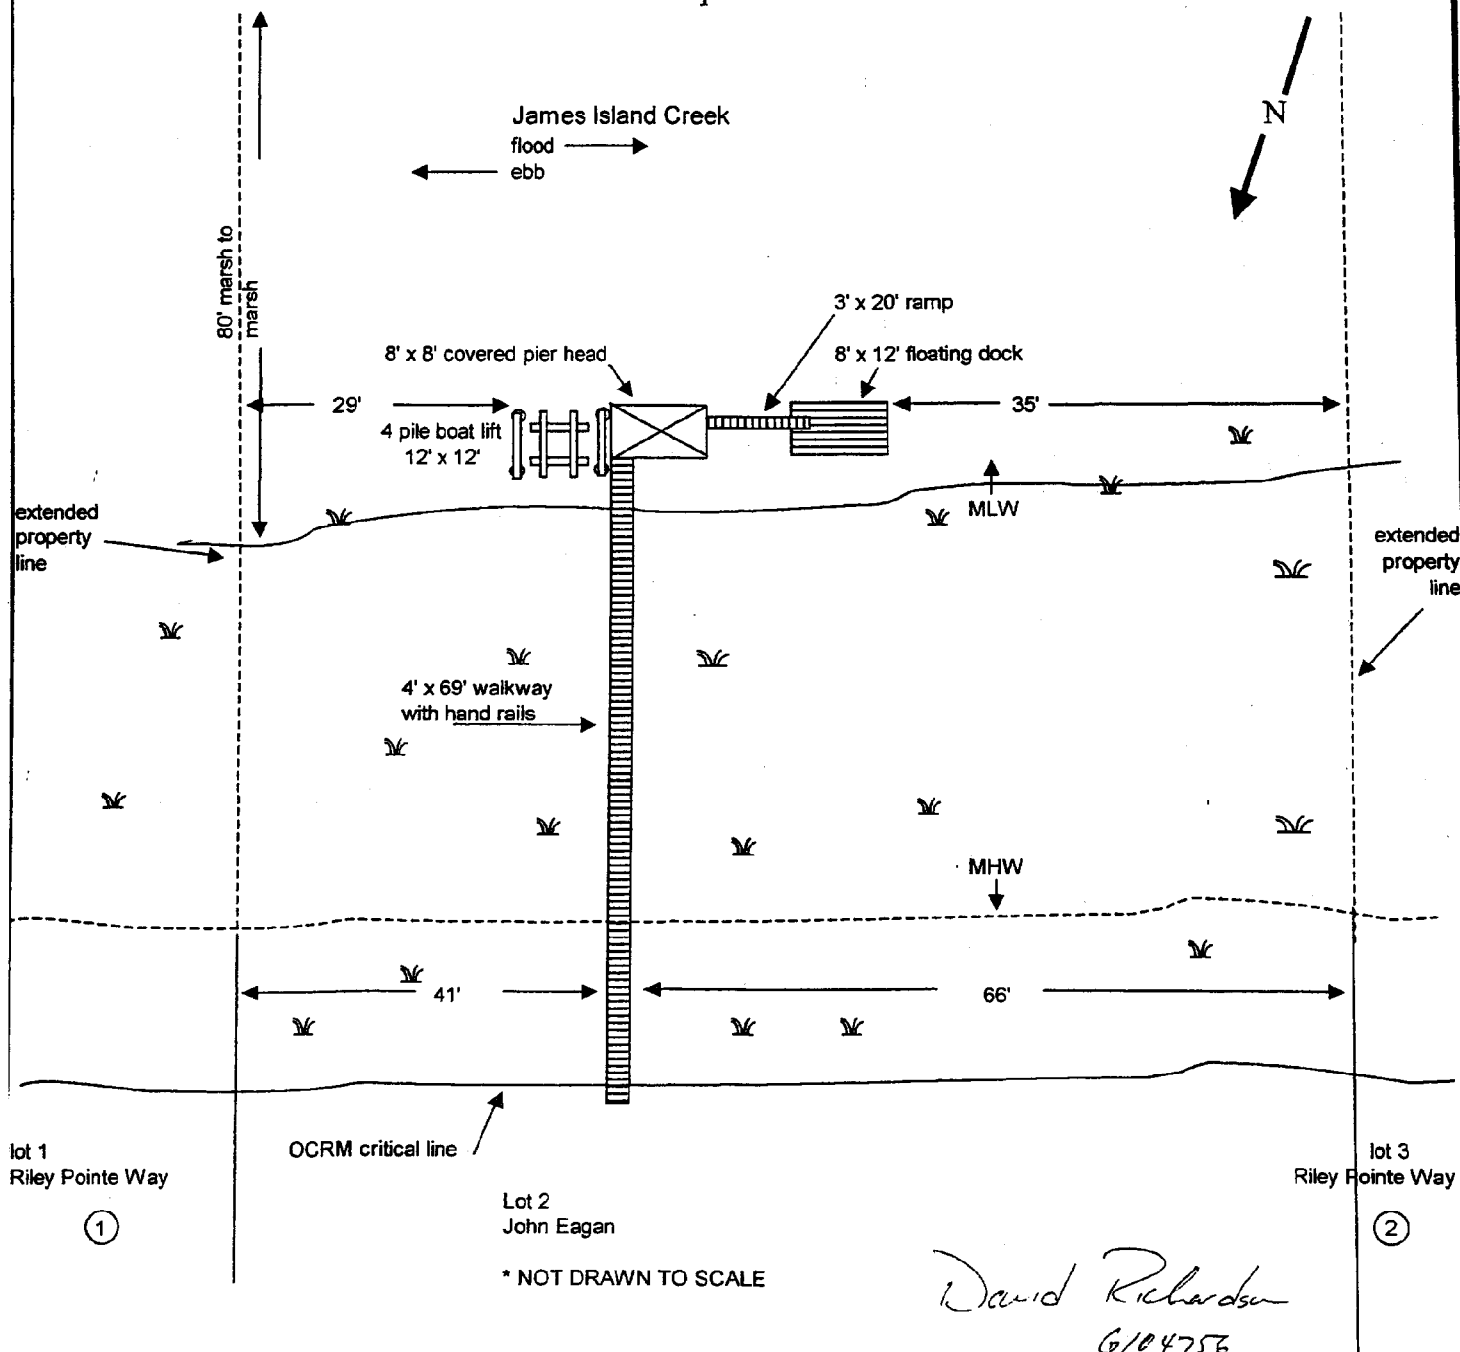 James Island Creek
flood
ebb
N
80' marsh to
marsh
3' x 20' ramp
8' x 8' covered pier head
8' x 12' floating dock
29'
35'
4 pile boat lift
12' x 12'
MLW
extended
property
line
extended
property
line
4' x 69' walkway
with hand rails
MHW
41'
66'
OCRM critical line
lot 1
Riley Pointe Way
1
lot 3
Riley Pointe Way
2
Lot 2
John Eagan
* NOT DRAWN TO SCALE
David Richardson